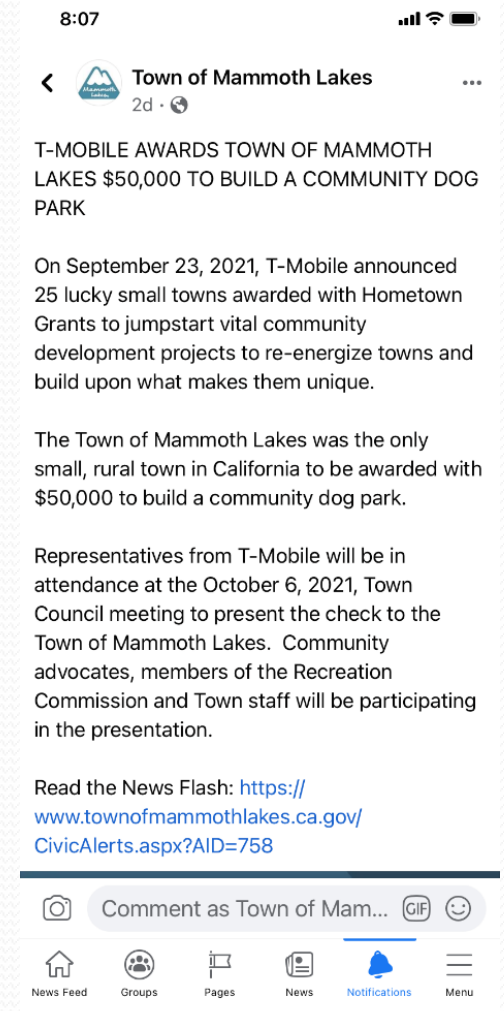 8:07
Mammoth
Lakes
Town of Mammoth Lakes
2d ·
T-MOBILE AWARDS TOWN OF MAMMOTH
LAKES $50,000 TO BUILD A COMMUNITY DOG
PARK
On September 23, 2021, T-Mobile announced
25 lucky small towns awarded with Hometown
Grants to jumpstart vital community
development projects to re-energize towns and
build upon what makes them unique.
The Town of Mammoth Lakes was the only
small, rural town in California to be awarded with
$50,000 to build a community dog park.
Representatives from T-Mobile will be in
attendance at the October 6, 2021, Town
Council meeting to present the check to the
Town of Mammoth Lakes.  Community
advocates, members of the Recreation
Commission and Town staff will be participating
in the presentation.
Read the News Flash: https://
www.townofmammothlakes.ca.gov/
CivicAlerts.aspx?AID=758
Comment as Town of Mam... GIF
News Feed Groups Pages News Notifications Menu